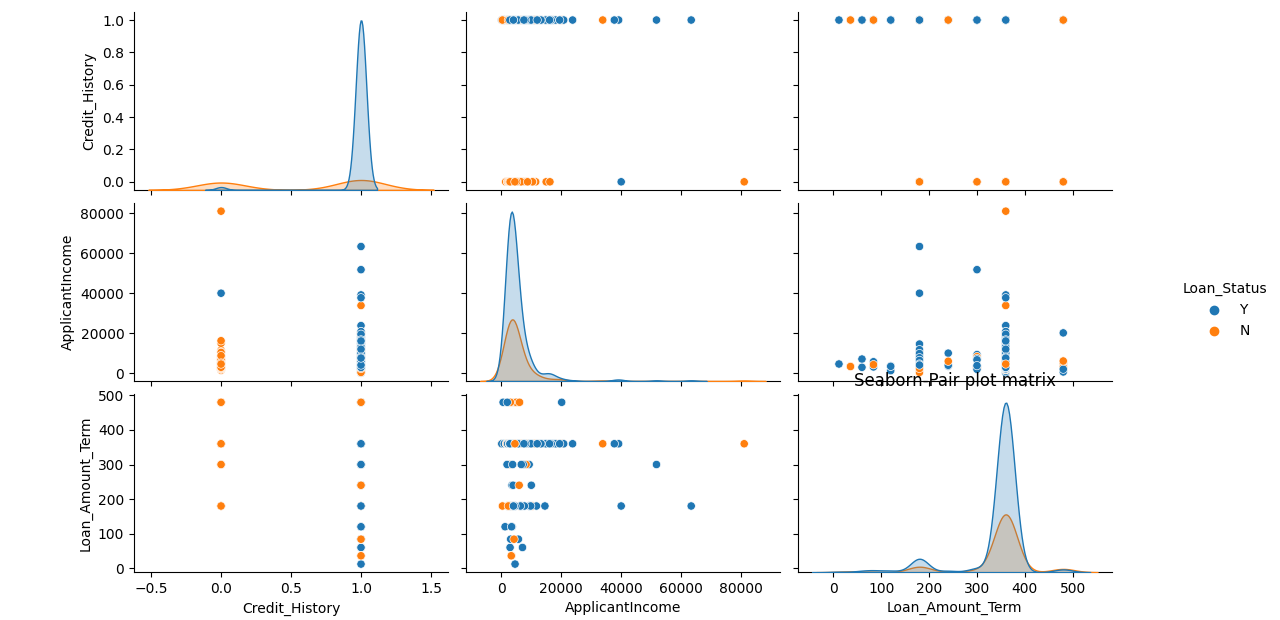 1.0
0.8
0.6
0.4
0.2
0.0
Credit_History
80000
60000
40000
20000
0
ApplicantIncome
Loan_Status
Y
N
Seaborn Pair plot matrix
500
400
300
200
100
0
Loan_Amount_Term
−0.5 0.0 0.5 1.0 1.5
Credit_History
0 20000 40000 60000 80000
ApplicantIncome
0 100 200 300 400 500
Loan_Amount_Term